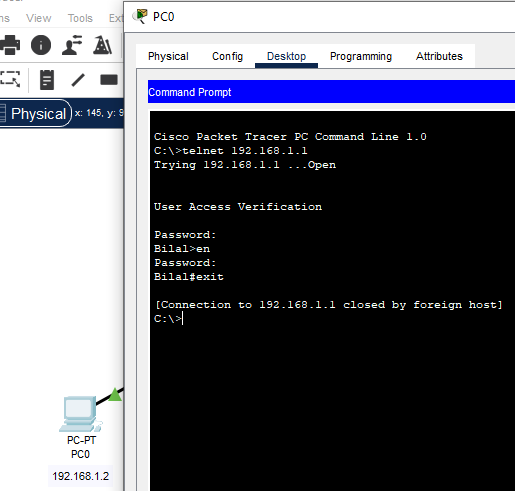 ns View Tools Ext
Physical x: 145, y: 9
PC0
Physical Config Desktop Programming Attributes
Command Prompt
Cisco Packet Tracer PC Command Line 1.0
C:\>telnet 192.168.1.1
Trying 192.168.1.1 ...Open
User Access Verification
Password:
Bilal>en
Password:
Bilal#exit
[Connection to 192.168.1.1 closed by foreign host]
C:\>
PC-PT
PC0
192.168.1.2